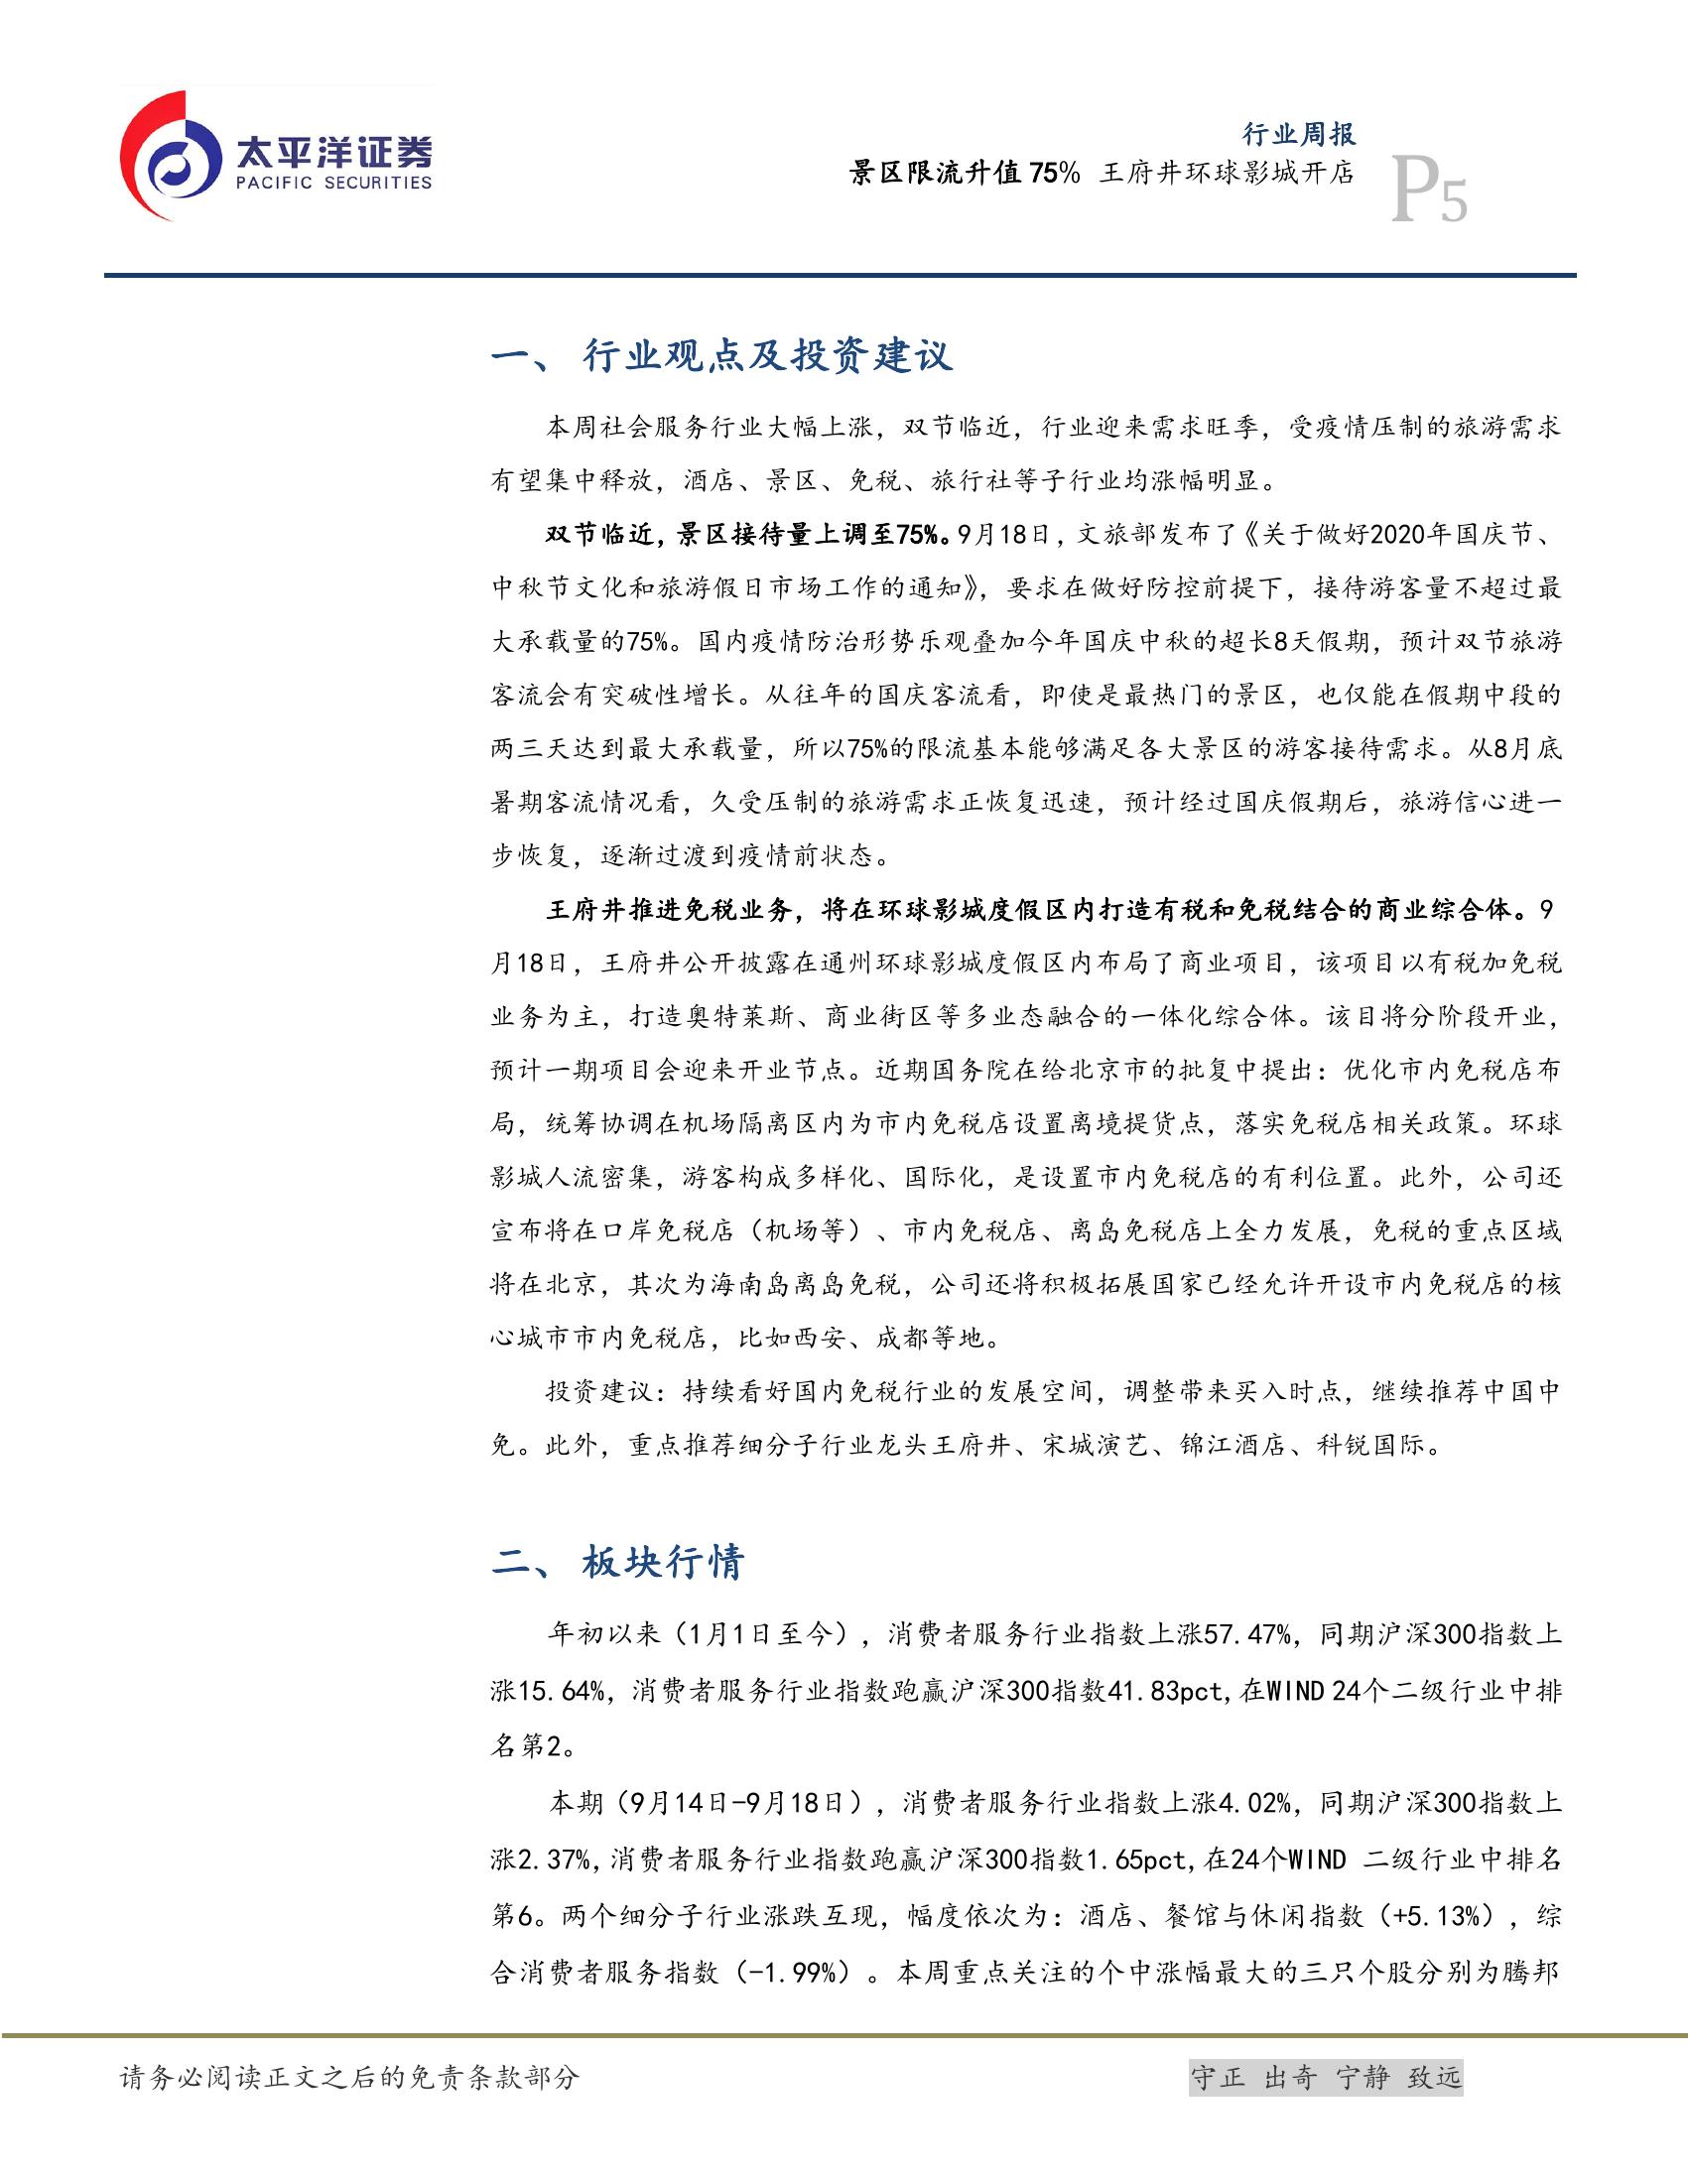 太平洋证券
PACIFIC SECURITIES
行业周报
景区限流升值 75% 王府井环球影城开店
P5
一、 行业观点及投资建议
本周社会服务行业大幅上涨，双节临近，行业迎来需求旺季，受疫情压制的旅游需求
有望集中释放，酒店、景区、免税、旅行社等子行业均涨幅明显。
双节临近，景区接待量上调至75%。9月18日，文旅部发布了《关于做好2020年国庆节、
中秋节文化和旅游假日市场工作的通知》，要求在做好防控前提下，接待游客量不超过最
大承载量的75%。国内疫情防治形势乐观叠加今年国庆中秋的超长8天假期，预计双节旅游
客流会有突破性增长。从往年的国庆客流看，即使是最热门的景区，也仅能在假期中段的
两三天达到最大承载量，所以75%的限流基本能够满足各大景区的游客接待需求。从8月底
暑期客流情况看，久受压制的旅游需求正恢复迅速，预计经过国庆假期后，旅游信心进一
步恢复，逐渐过渡到疫情前状态。
王府井推进免税业务，将在环球影城度假区内打造有税和免税结合的商业综合体。9
月18日，王府井公开披露在通州环球影城度假区内布局了商业项目，该项目以有税加免税
业务为主，打造奥特莱斯、商业街区等多业态融合的一体化综合体。该目将分阶段开业，
预计一期项目会迎来开业节点。近期国务院在给北京市的批复中提出：优化市内免税店布
局，统筹协调在机场隔离区内为市内免税店设置离境提货点，落实免税店相关政策。环球
影城人流密集，游客构成多样化、国际化，是设置市内免税店的有利位置。此外，公司还
宣布将在口岸免税店（机场等）、市内免税店、离岛免税店上全力发展，免税的重点区域
将在北京，其次为海南岛离岛免税，公司还将积极拓展国家已经允许开设市内免税店的核
心城市市内免税店，比如西安、成都等地。
投资建议：持续看好国内免税行业的发展空间，调整带来买入时点，继续推荐中国中
免。此外，重点推荐细分子行业龙头王府井、宋城演艺、锦江酒店、科锐国际。
二、 板块行情
年初以来（1月1日至今），消费者服务行业指数上涨57.47%，同期沪深300指数上
涨15.64%，消费者服务行业指数跑赢沪深300指数41.83pct,在WIND 24个二级行业中排
名第2。
本期（9月14日-9月18日），消费者服务行业指数上涨4.02%，同期沪深300指数上
涨2.37%,消费者服务行业指数跑赢沪深300指数1.65pct,在24个WIND 二级行业中排名
第6。两个细分子行业涨跌互现，幅度依次为：酒店、餐馆与休闲指数（+5.13%），综
合消费者服务指数（-1.99%）。本周重点关注的个中涨幅最大的三只个股分别为腾邦
请务必阅读正文之后的免责条款部分
守正 出奇 宁静 致远